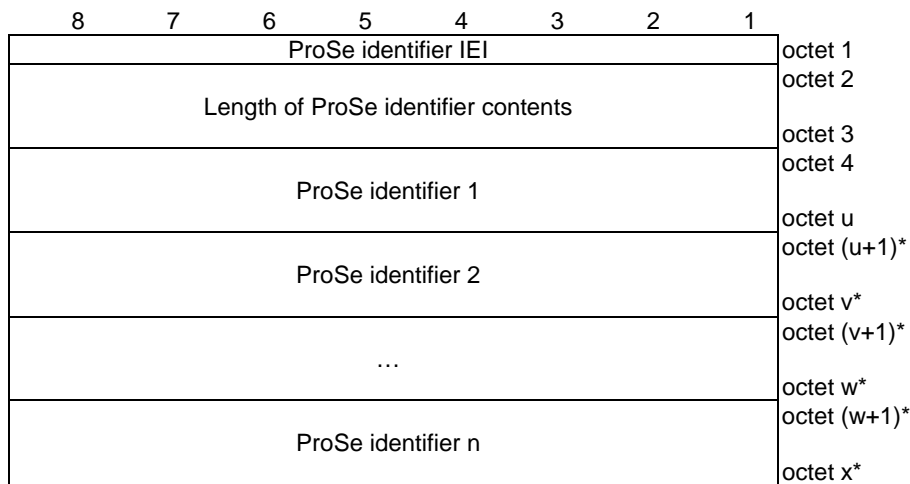 8 7 6 5 4 3 2 1
ProSe identifier IEI octet 1
octet 2
Length of ProSe identifier contents
octet 3
octet 4
ProSe identifier 1
octet u
octet (u+1)*
ProSe identifier 2
octet v*
octet (v+1)*
…
octet w*
octet (w+1)*
ProSe identifier n
octet x*